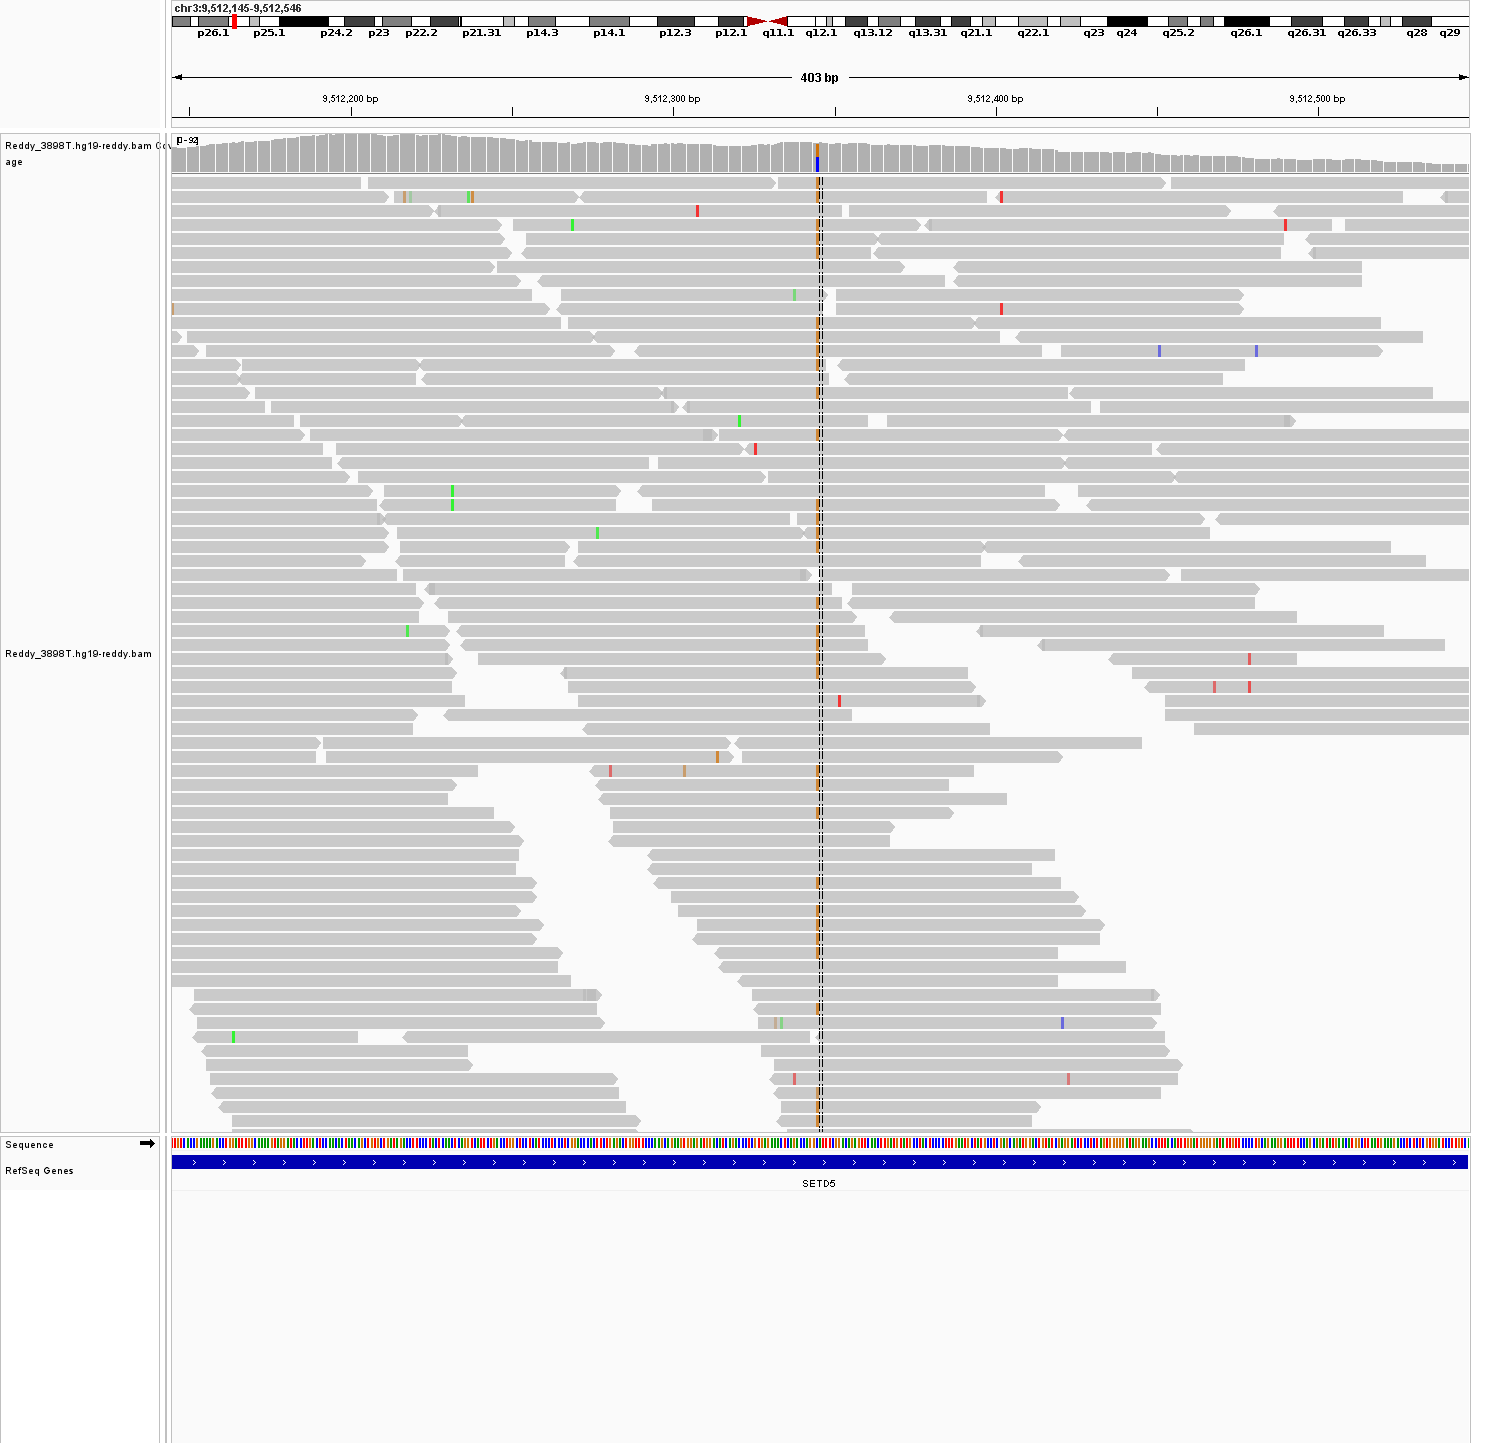 chr3:9,512,145-9,512,546
p26.1 p25.1 p24.2 p23 p22.2 p21.31 p14.3 p14.1 p12.3 p12.1 q11.1 q12.1 q13.12 q13.31 q21.1 q22.1 q23 q24 q25.2 q26.1 q26.31 q26.33 q28 q29
403 bp
9,512,200 bp 9,512,300 bp 9,512,400 bp 9,512,500 bp
[0-92]
Reddy_3898T.hg19-reddy.bam Cov
age
Reddy_3898T.hg19-reddy.bam
Sequence
RefSeq Genes
SETD5